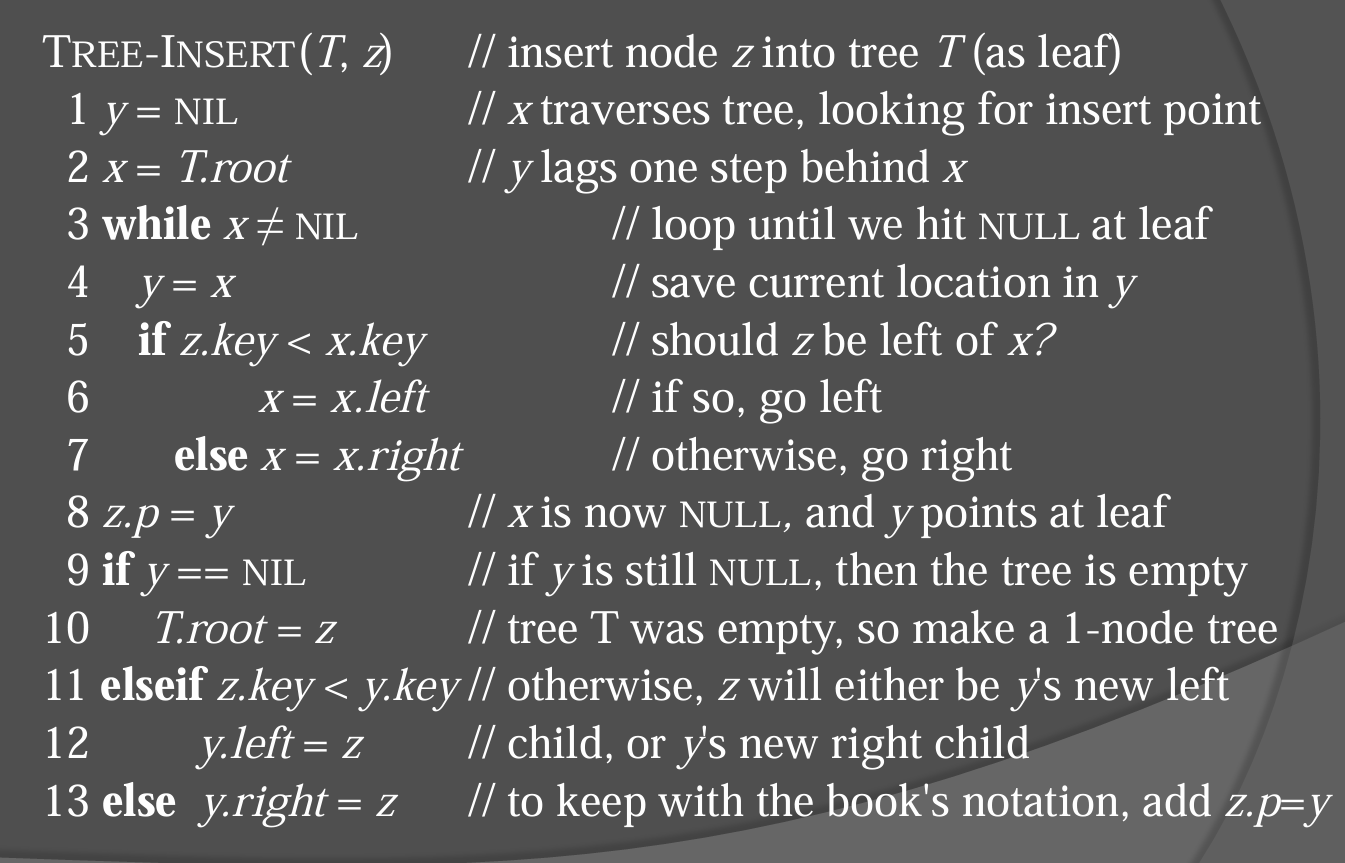 TREE-INSERT(T, z) // insert node z into tree T (as leaf)
1 y = NIL // x traverses tree, looking for insert point
2 x = T.root // y lags one step behind x
3 while x ≠ NIL // loop until we hit NULL at leaf
4 y = x // save current location in y
5 if z.key < x.key // should z be left of x?
6 x = x.left // if so, go left
7 else x = x.right // otherwise, go right
8 z.p = y // x is now NULL, and y points at leaf
9 if y == NIL // if y is still NULL, then the tree is empty
10 T.root = z // tree T was empty, so make a 1-node tree
11 elseif z.key < y.key // otherwise, z will either be y's new left
12 y.left = z // child, or y's new right child
13 else y.right = z // to keep with the book's notation, add z.p=y